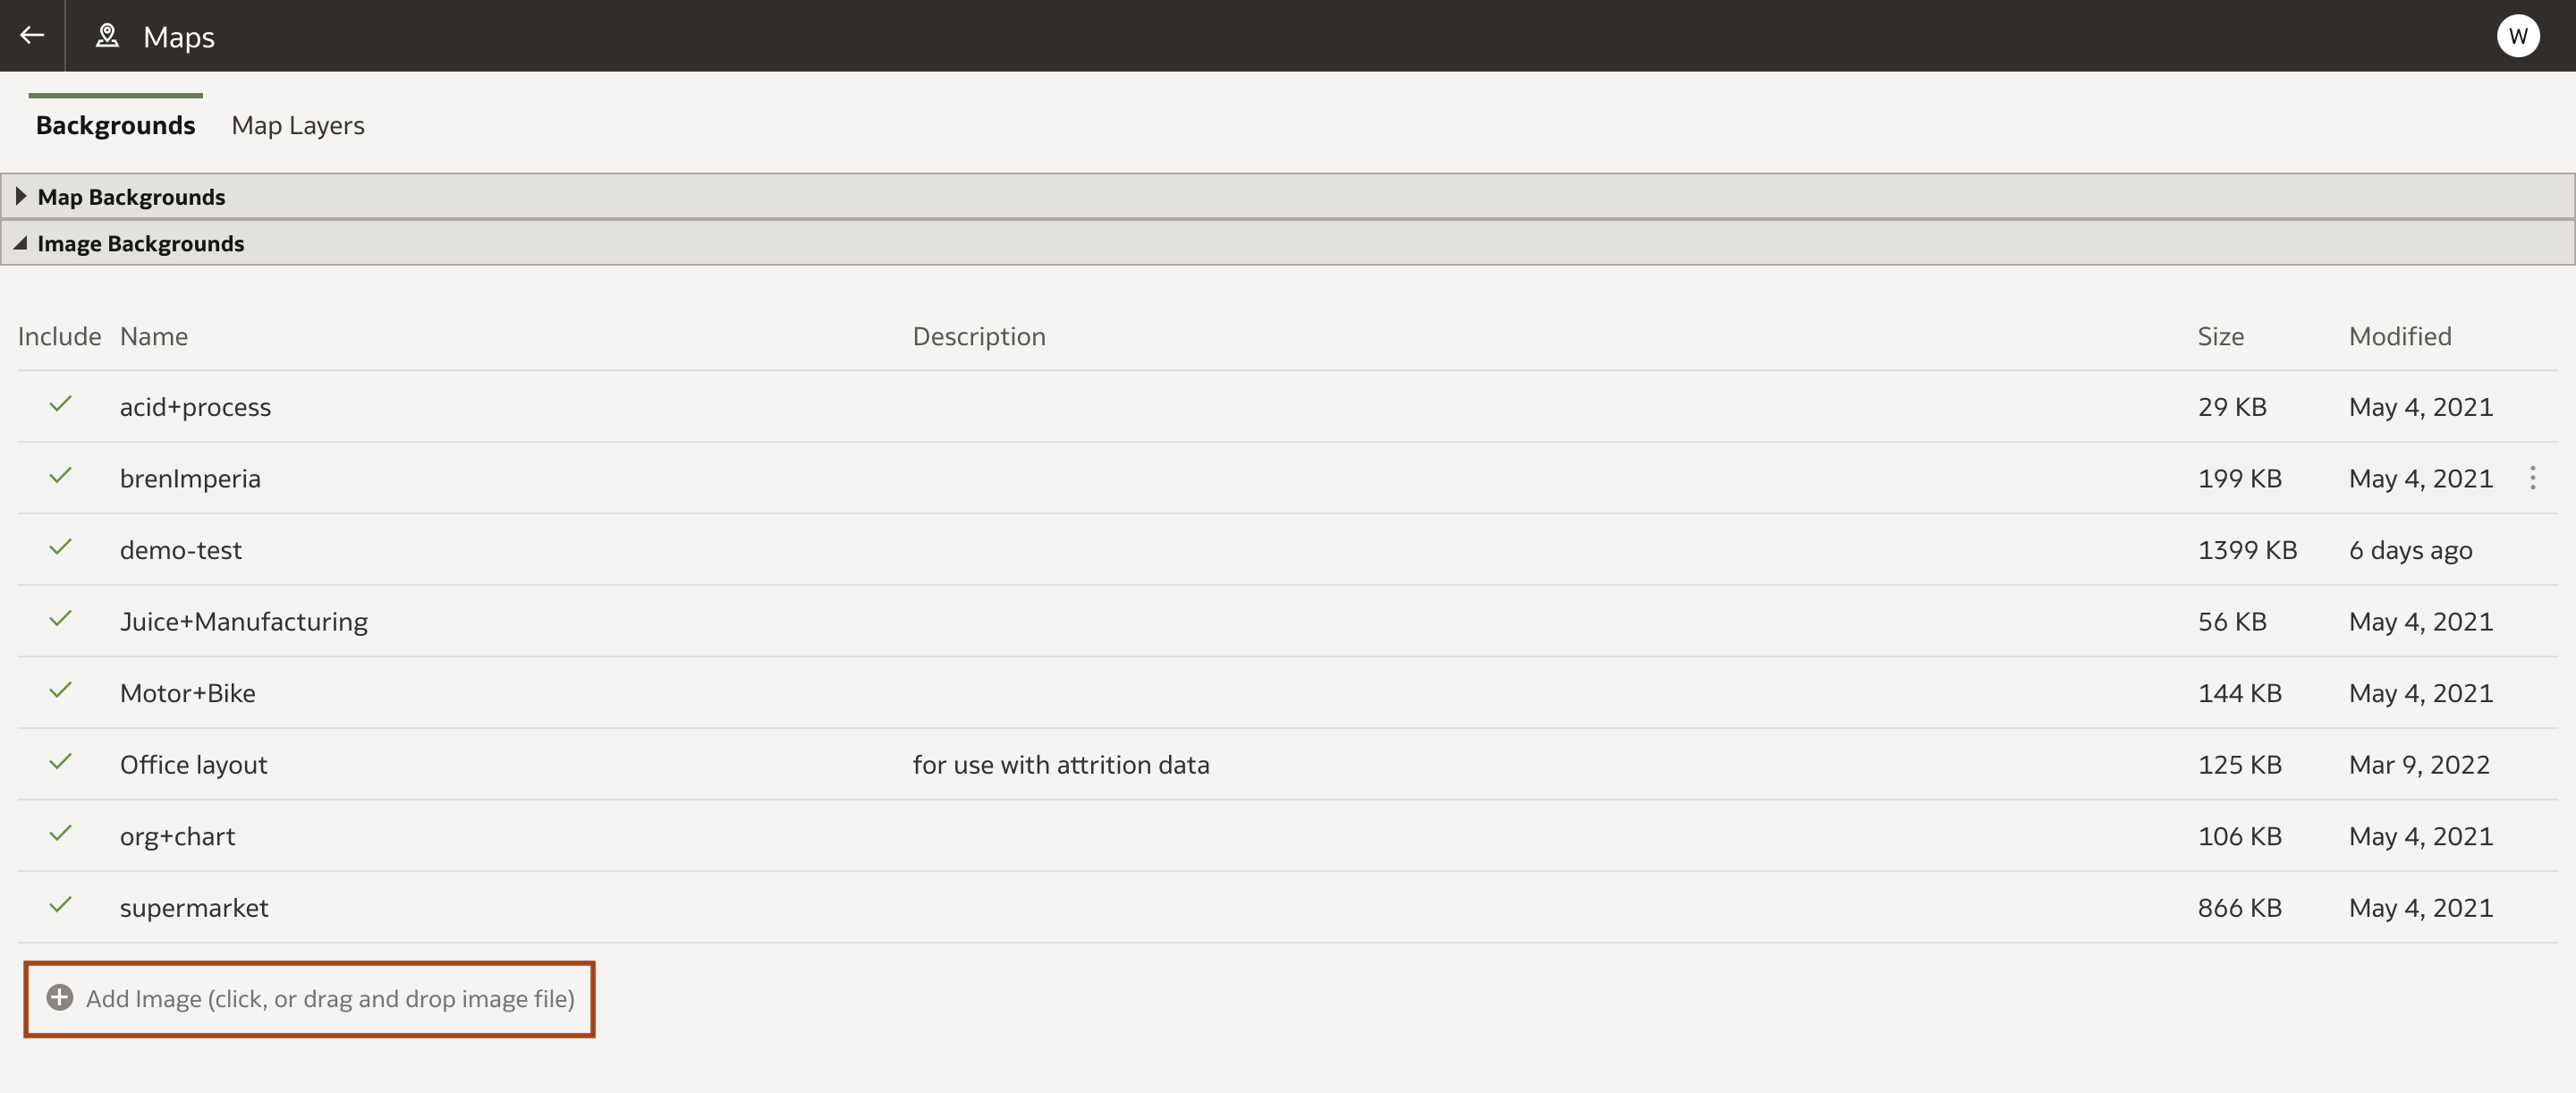 Maps
W
Backgrounds Map Layers
Map Backgrounds
Image Backgrounds
Include Name Description Size Modified
acid+process 29 KB May 4, 2021
brenImperia 199 KB May 4, 2021
demo-test 1399 KB 6 days ago
Juice+Manufacturing 56 KB May 4, 2021
Motor+Bike 144 KB May 4, 2021
Office layout for use with attrition data 125 KB Mar 9, 2022
org+chart 106 KB May 4, 2021
supermarket 866 KB May 4, 2021
Add Image (click, or drag and drop image file)